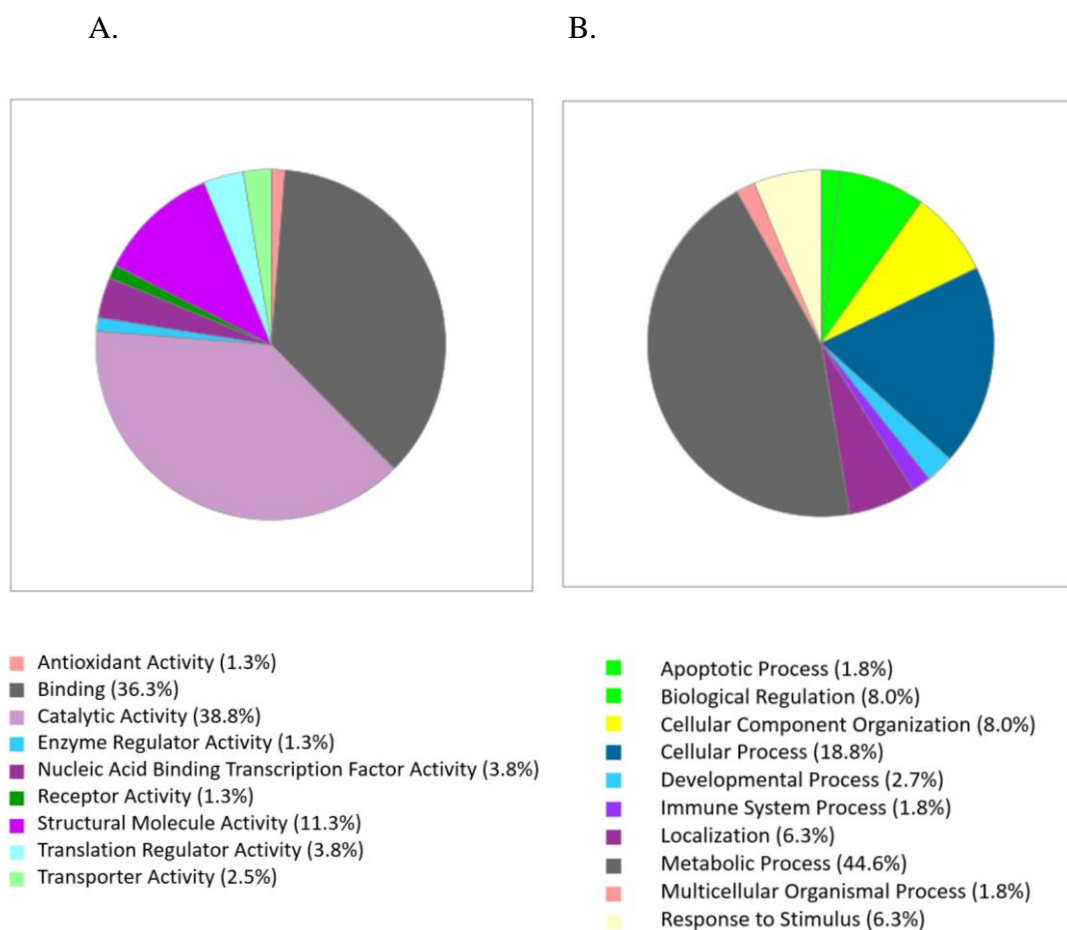 A.
B.
Antioxidant Activity (1.3%)
Binding (36.3%)
Catalytic Activity (38.8%)
Enzyme Regulator Activity (1.3%)
Nucleic Acid Binding Transcription Factor Activity (3.8%)
Receptor Activity (1.3%)
Structural Molecule Activity (11.3%)
Translation Regulator Activity (3.8%)
Transporter Activity (2.5%)
Apoptotic Process (1.8%)
Biological Regulation (8.0%)
Cellular Component Organization (8.0%)
Cellular Process (18.8%)
Developmental Process (2.7%)
Immune System Process (1.8%)
Localization (6.3%)
Metabolic Process (44.6%)
Multicellular Organismal Process (1.8%)
Response to Stimulus (6.3%)